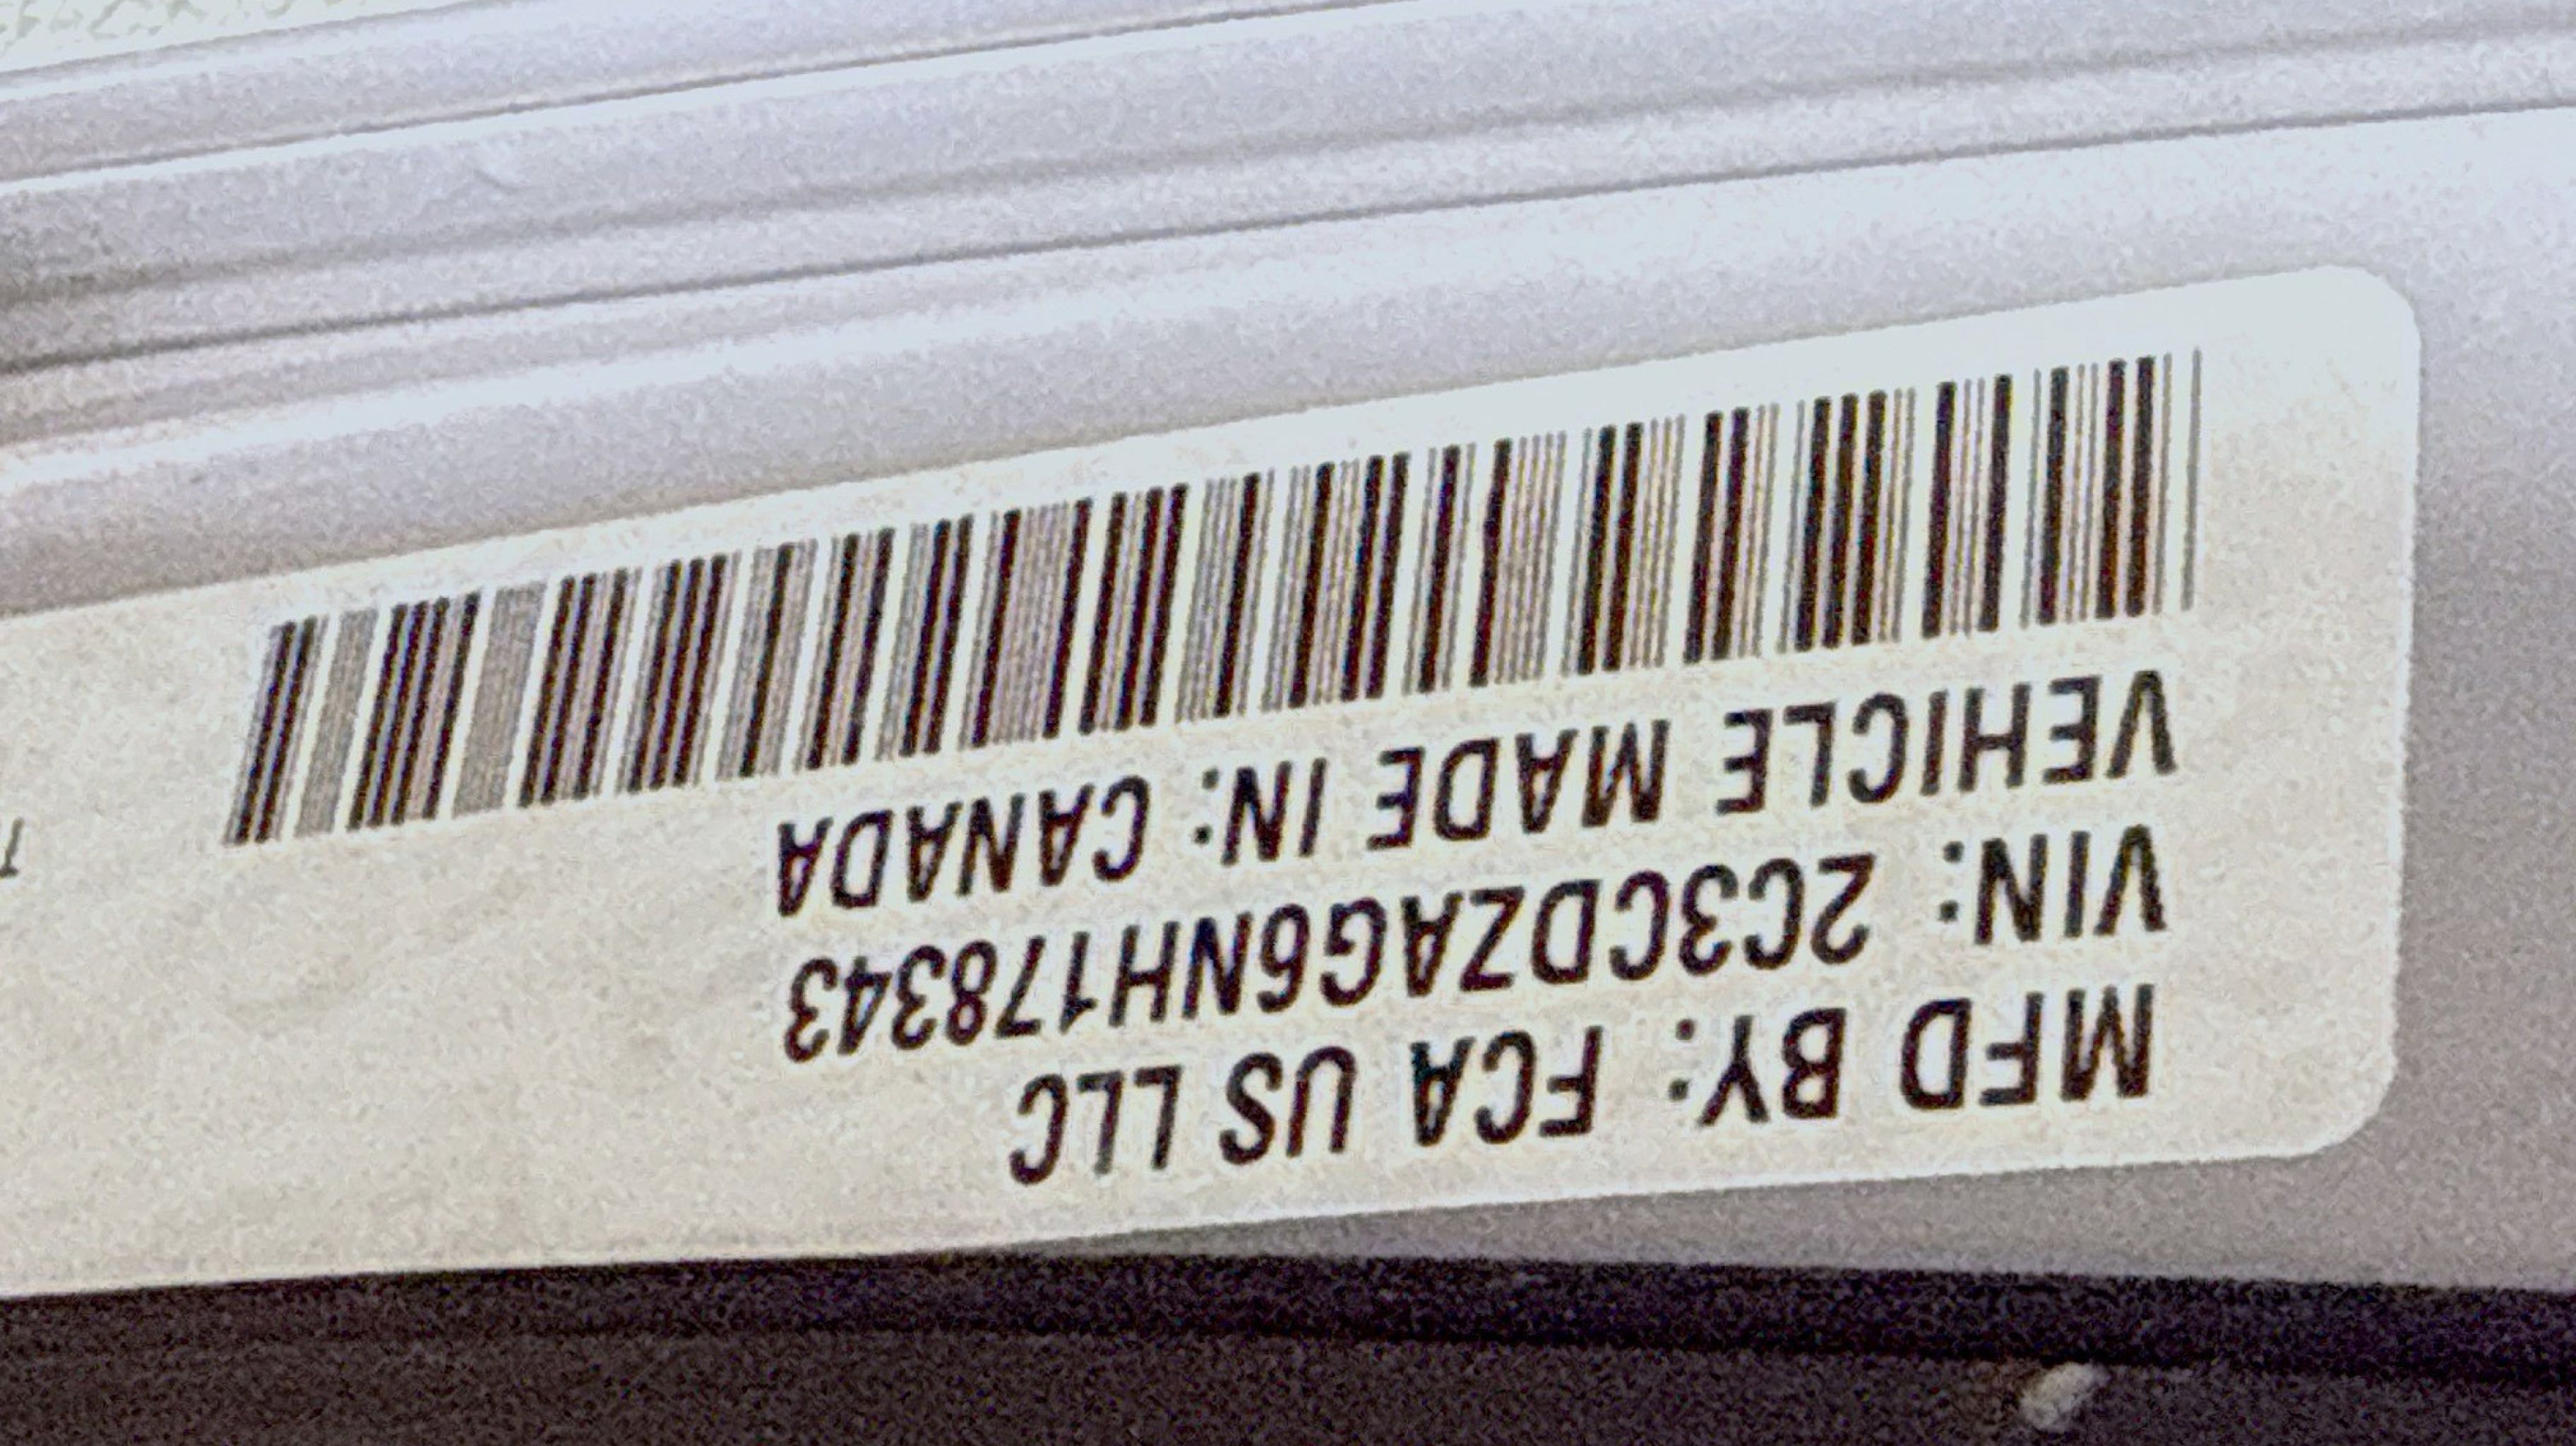 MFD BY: FCA US LLC
VIN: 2C3CDZAG6NH178343
VEHICLE MADE IN: CANADA